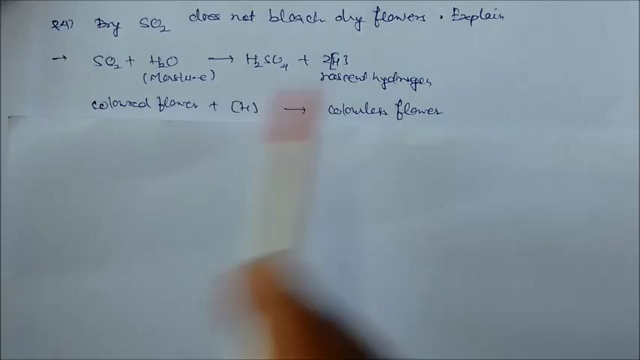 Q4) Dry SO2 does not bleach dry flowers. Explain
→ SO2 + H2O → H2SO4 + 2[H]
(Moisture) nascent hydrogen
coloured flower + [H] → colourless flower